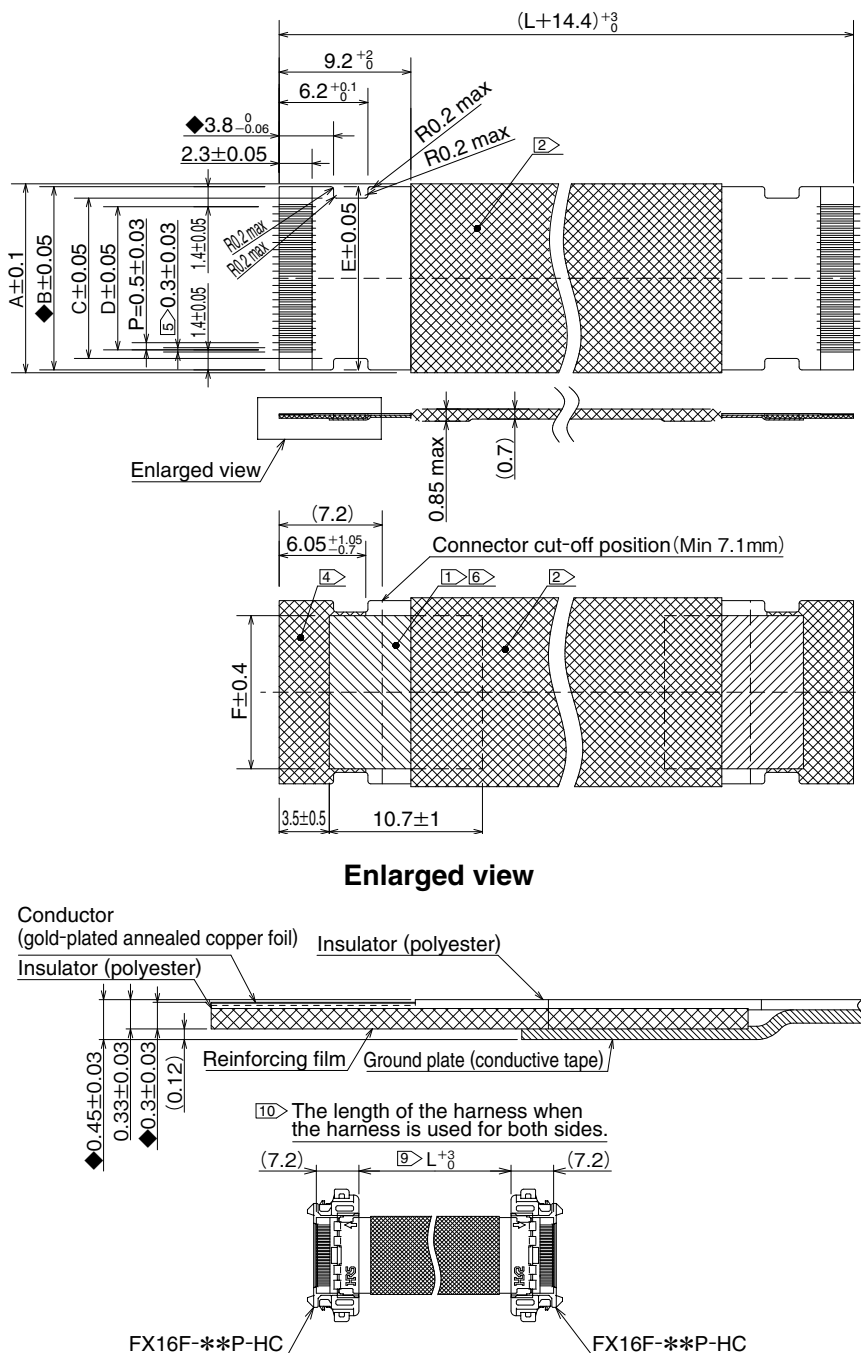 (L+14.4) +3 0
9.2 +2 0
6.2 +0.1 0
◆3.8 0 -0.06
2.3±0.05
R0.2 max
R0.2 max
2
R0.2 max
R0.2 max
A±0.1
◆B±0.05
C±0.05
D±0.05
P=0.5±0.03
5 0.3±0.03
1.4±0.05
1.4±0.05
E±0.05
Enlarged view
0.85 max
(0.7)
(7.2)
6.05 +1.05 -0.7
Connector cut-off position(Min 7.1mm)
4
1 6
2
F±0.4
3.5±0.5
10.7±1
Enlarged view
Conductor
(gold-plated annealed copper foil)
Insulator (polyester)
Insulator (polyester)
Reinforcing film
Ground plate (conductive tape)
◆0.45±0.03
0.33±0.03
◆0.3±0.03
(0.12)
10 The length of the harness when
the harness is used for both sides.
(7.2)
9 L +3 0
(7.2)
HRS
HRS
FX16F-**P-HC
FX16F-**P-HC